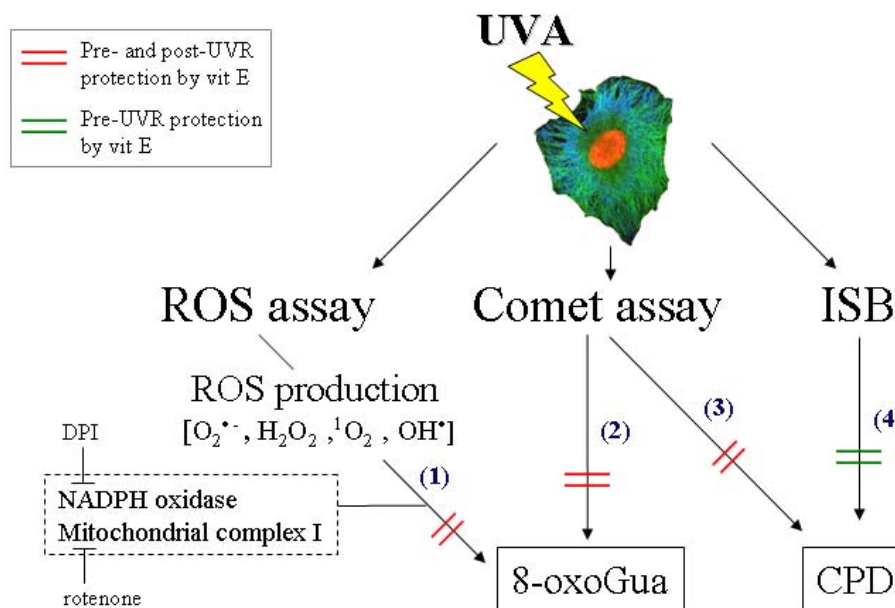 UVA
Pre- and post-UVR
protection by vit E
Pre-UVR protection
by vit E
ROS assay
Comet assay
ISB
ROS production
[O₂•⁻, H₂O₂ ,¹O₂ , OH•]
DPI
(1)
(2)
(3)
(4
NADPH oxidase
Mitochondrial complex I
rotenone
8-oxoGua
CPD